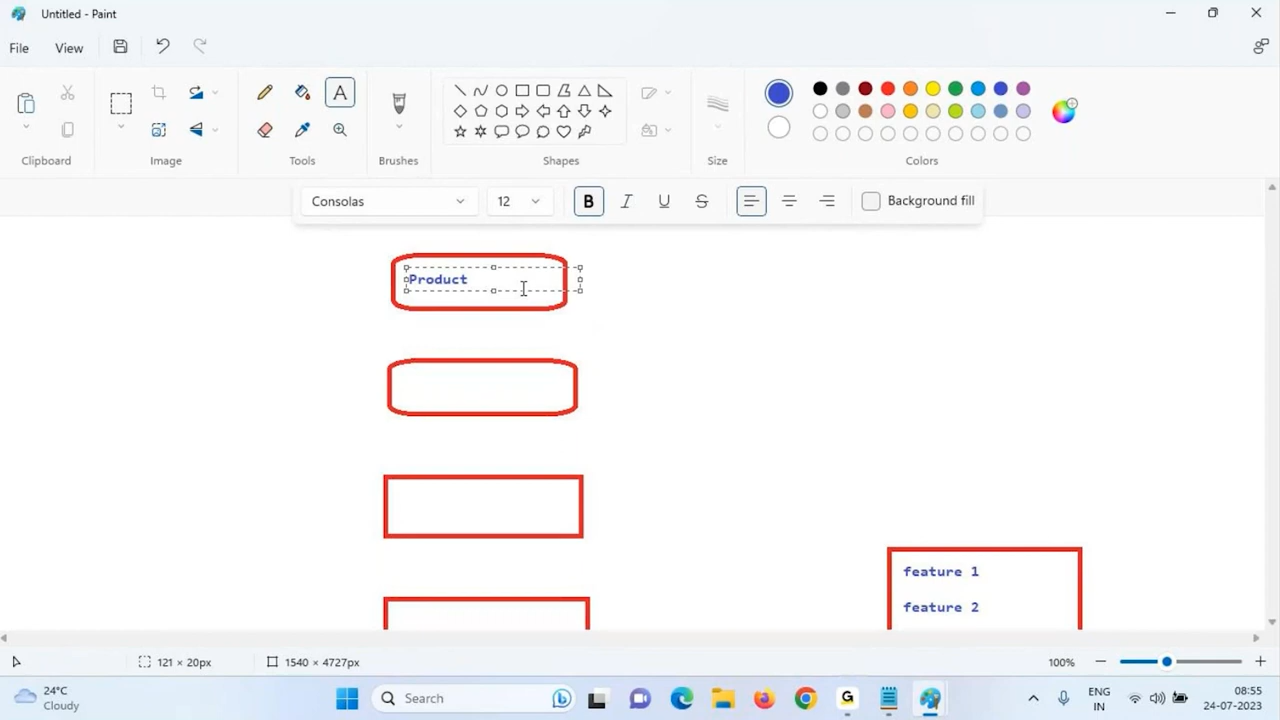 Untitled - Paint
File
View
A
Clipboard
Image
Tools
Brushes
Shapes
Size
Colors
Consolas
12
B
I
U
S
Background fill
Product
feature 1
feature 2
121 × 20px
1540 × 4727px
100%
24°C
Cloudy
Search
G
ENG
IN
08:55
24-07-2023